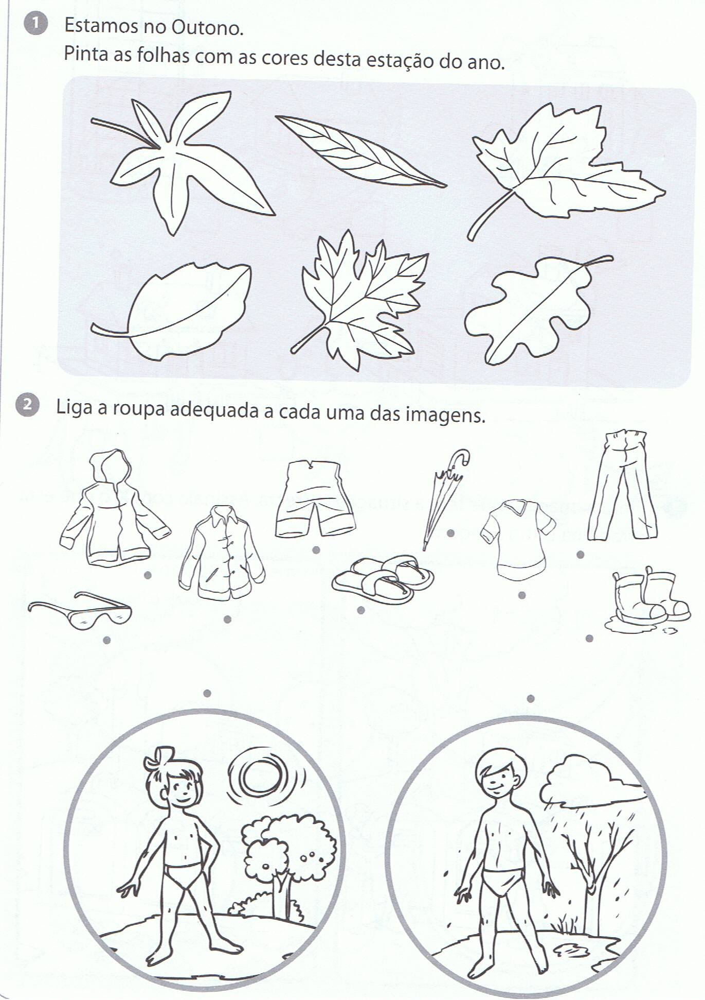 1 Estamos no Outono.
Pinta as folhas com as cores desta estação do ano.
2 Liga a roupa adequada a cada uma das imagens.